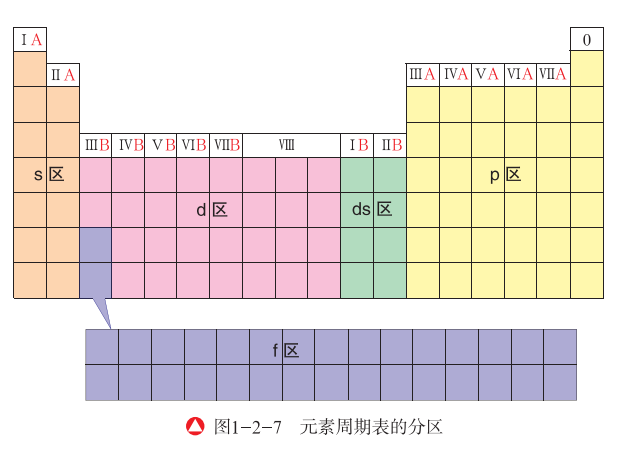 ⅠA 0
ⅡA ⅢA ⅣA ⅤA ⅥA ⅦA
ⅢB ⅣB ⅤB ⅥB ⅦB Ⅷ ⅠB ⅡB
s 区 p 区
d 区 ds 区
f 区
图1-2-7 元素周期表的分区